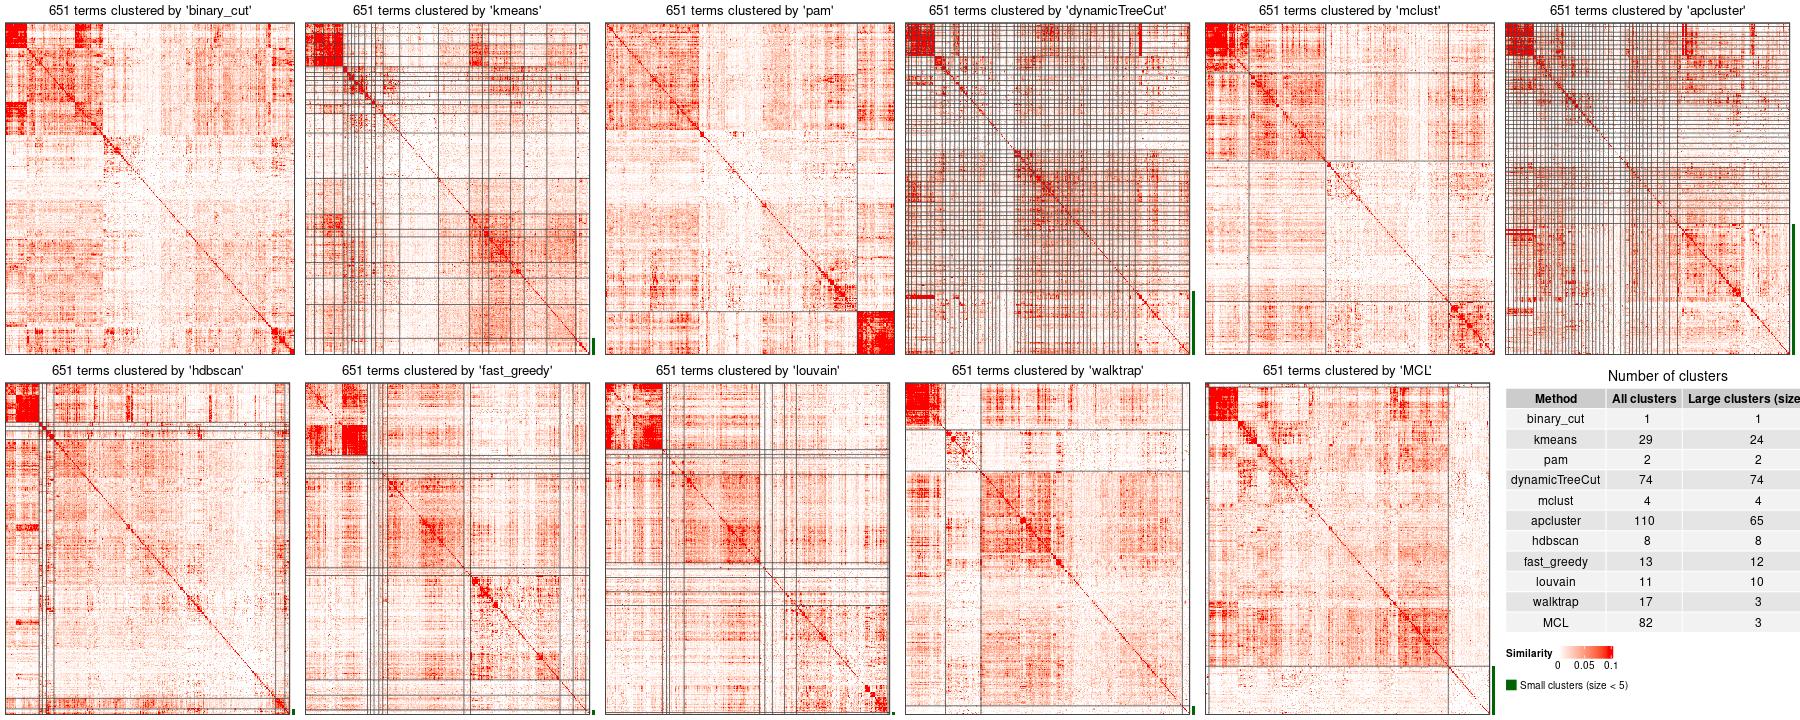 651 terms clustered by 'binary_cut'
651 terms clustered by 'kmeans'
651 terms clustered by 'pam'
651 terms clustered by 'dynamicTreeCut'
651 terms clustered by 'mclust'
651 terms clustered by 'apcluster'
651 terms clustered by 'hdbscan'
651 terms clustered by 'fast_greedy'
651 terms clustered by 'louvain'
651 terms clustered by 'walktrap'
651 terms clustered by 'MCL'
Number of clusters
Method All clusters Large clusters (size
binary_cut 1 1
kmeans 29 24
pam 2 2
dynamicTreeCut 74 74
mclust 4 4
apcluster 110 65
hdbscan 8 8
fast_greedy 13 12
louvain 11 10
walktrap 17 3
MCL 82 3
Similarity
0 0.05 0.1
Small clusters (size < 5)